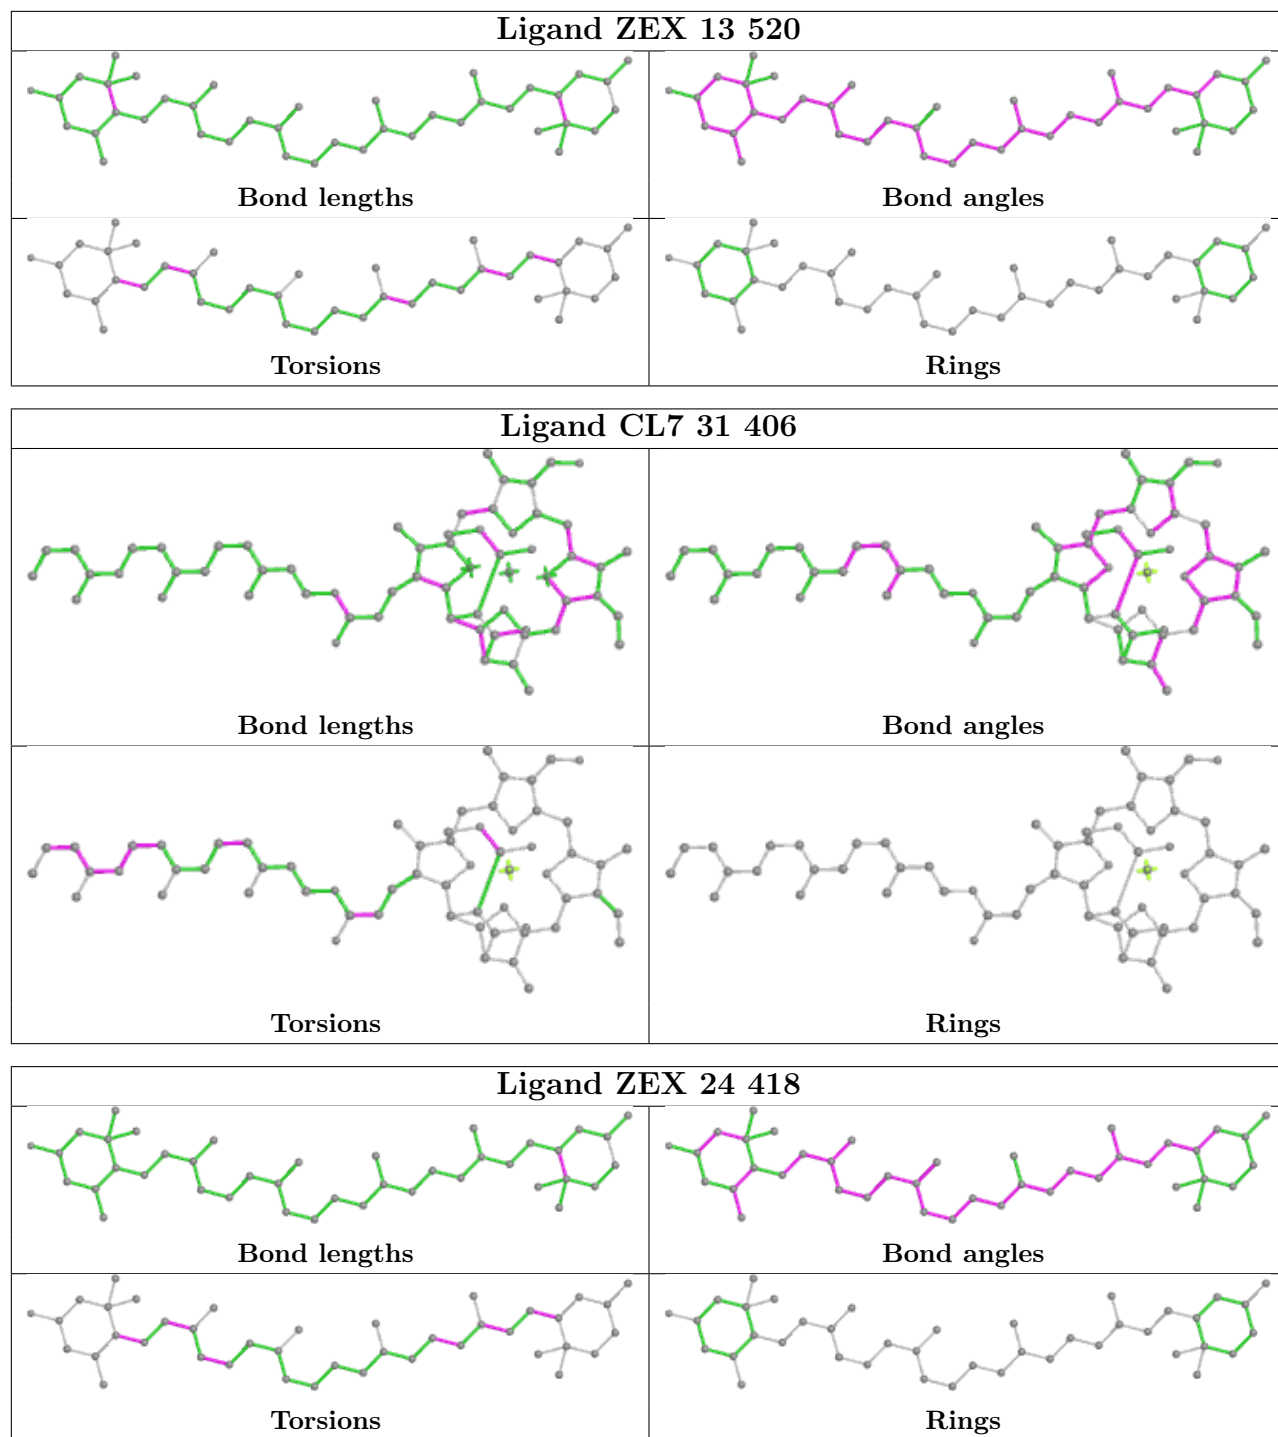 Ligand ZEX 13 520
Bond lengths
Bond angles
Torsions
Rings
Ligand CL7 31 406
Bond lengths
Bond angles
Torsions
Rings
Ligand ZEX 24 418
Bond lengths
Bond angles
Torsions
Rings